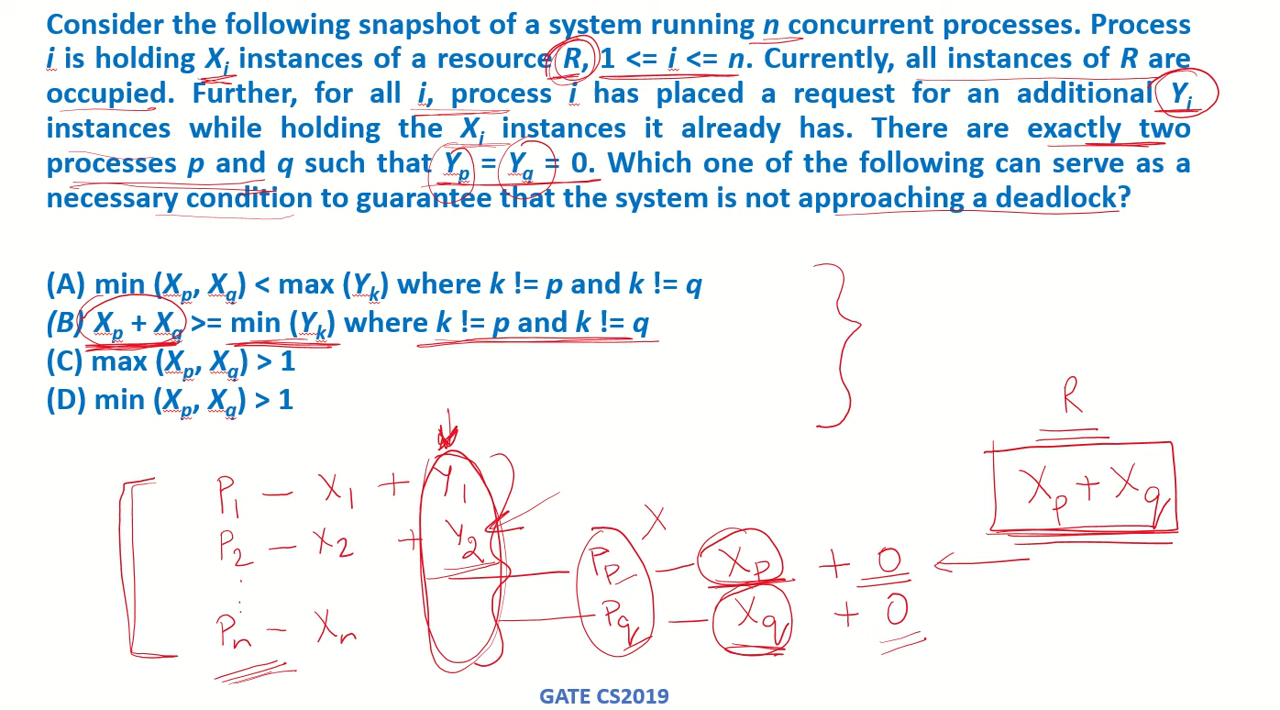 Consider the following snapshot of a system running n concurrent processes. Process
i is holding Xi instances of a resource R, 1 <= i <= n. Currently, all instances of R are
occupied. Further, for all i, process i has placed a request for an additional Yi
instances while holding the Xi instances it already has. There are exactly two
processes p and q such that Yp = Yq = 0. Which one of the following can serve as a
necessary condition to guarantee that the system is not approaching a deadlock?
(A) min (Xp, Xq) < max (Yk) where k != p and k != q
(B) Xp + Xq >= min (Yk) where k != p and k != q
(C) max (Xp, Xq) > 1
(D) min (Xp, Xq) > 1
R
Xp + Xq
P1 - X1 + Y1
P2 - X2 + Y2
X
Pp - Xp + 0
Pq - Xq + 0
Pn - Xn
GATE CS2019